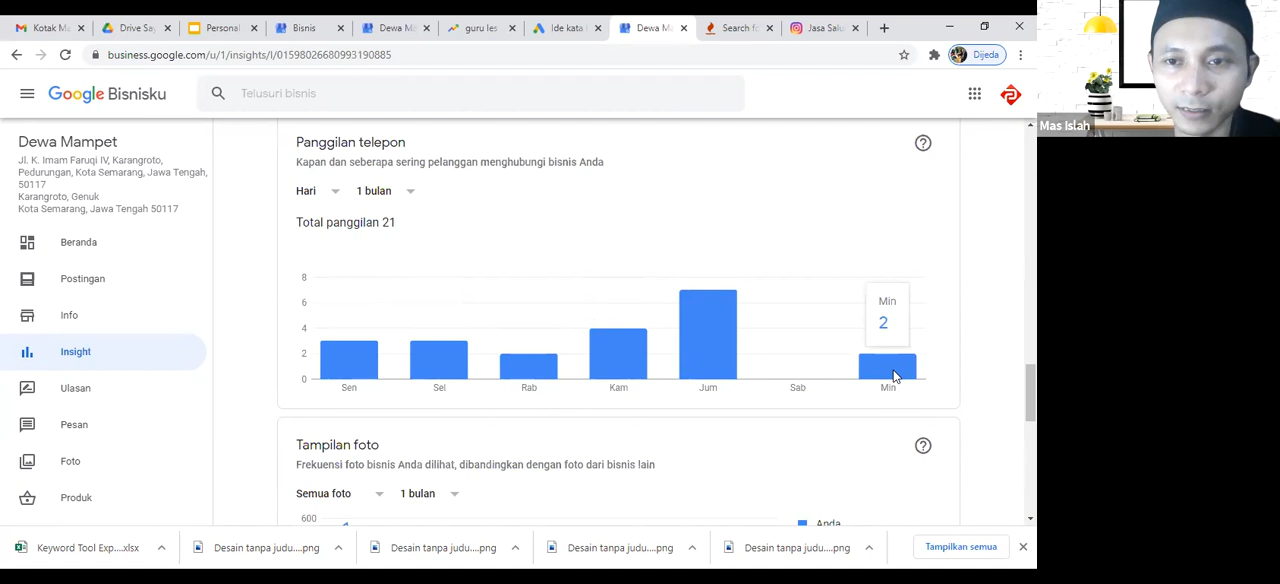 Kotak M
Drive Sa
Personal
Bisnis
Dewa M
guru les
Ide kata
Dewa M
Search fo
Jasa Salu
business.google.com/u/1/insights/l/01598026680993190885
Dijeda
Google Bisnisku
Telusuri bisnis
Mas Islah
Dewa Mampet
Jl. K. Imam Faruqi IV, Karangroto,
Pedurungan, Kota Semarang, Jawa Tengah,
50117
Karangroto, Genuk
Kota Semarang, Jawa Tengah 50117
Beranda
Postingan
Info
Insight
Ulasan
Pesan
Foto
Produk
Panggilan telepon
Kapan dan seberapa sering pelanggan menghubungi bisnis Anda
Hari
1 bulan
Total panggilan 21
8
6
4
2
0
Min
2
Sen
Sel
Rab
Kam
Jum
Sab
Min
Tampilan foto
Frekuensi foto bisnis Anda dilihat, dibandingkan dengan foto dari bisnis lain
Semua foto
1 bulan
600
Anda
Keyword Tool Exp....xlsx
Desain tanpa judu....png
Desain tanpa judu....png
Desain tanpa judu....png
Desain tanpa judu....png
Tampilkan semua